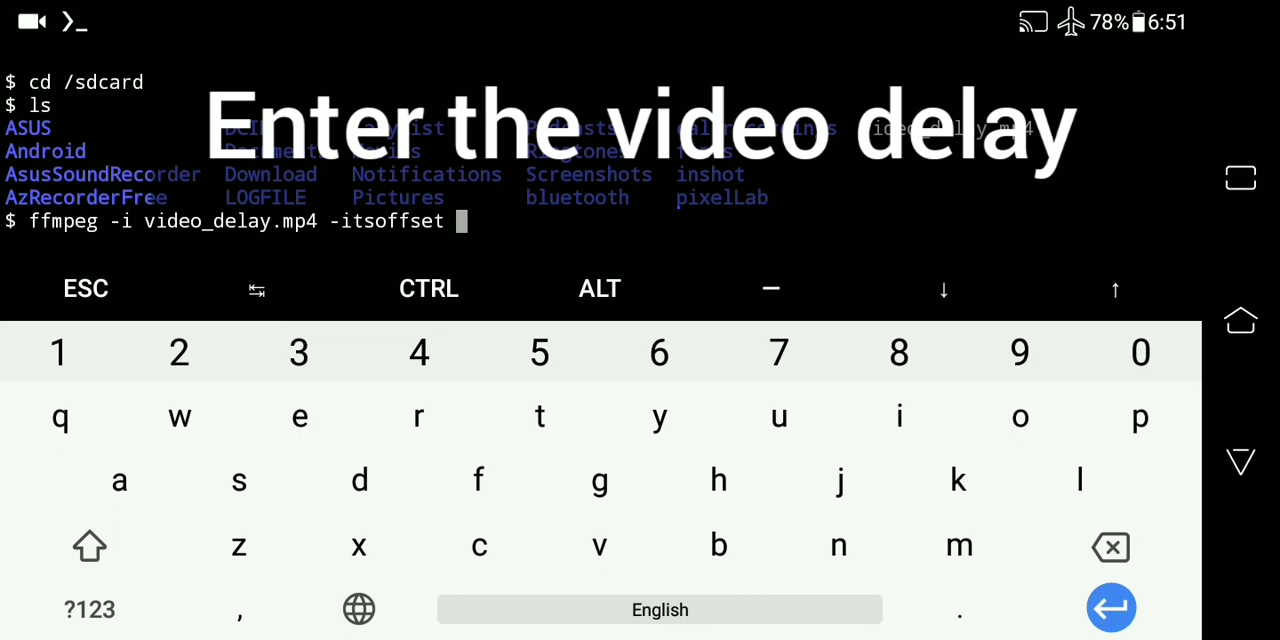 78% 6:51
$ cd /sdcard
$ ls
Enter the video delay
ASUS
Android
AsusSoundRecorder Download Notifications Screenshots inshot
AzRecorderFree LOGFILE Pictures bluetooth pixelLab
$ ffmpeg -i video_delay.mp4 -itsoffset
ESC CTRL ALT — ↓ ↑
1 2 3 4 5 6 7 8 9 0
q w e r t y u i o p
a s d f g h j k l
z x c v b n m
?123 , English .